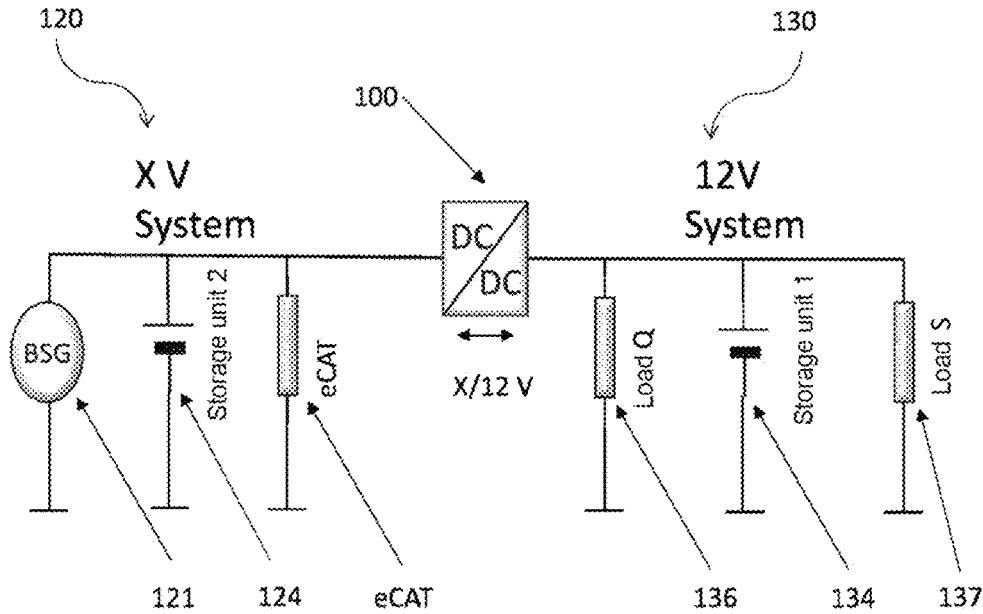 120
130
100
X V
System
12V
System
DC
DC
X/12 V
BSG
Storage unit 2
eCAT
Load Q
Storage unit 1
Load S
121
124
eCAT
136
134
137